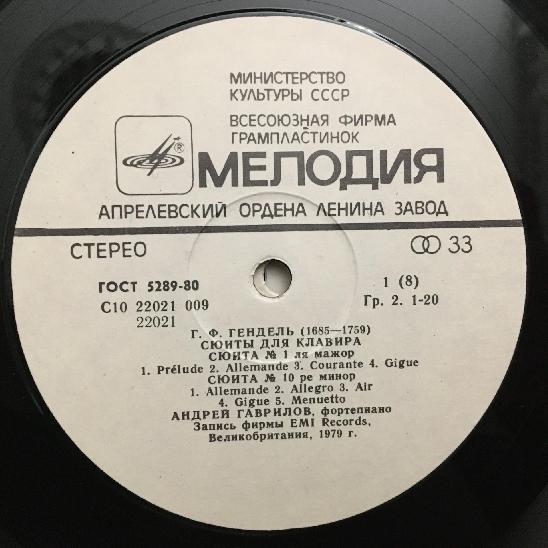 МИНИСТЕРСТВО
КУЛЬТУРЫ СССР
ВСЕСОЮЗНАЯ ФИРМА
ГРАМПЛАСТИНОК
®
МЕЛОДИЯ
АПРЕЛЕВСКИЙ ОРДЕНА ЛЕНИНА ЗАВОД
СТЕРЕО 33
ГОСТ 5289-80 1 (8)
С10 22021 009 Гр. 2. 1-20
22021
Г. Ф. ГЕНДЕЛЬ (1685—1759)
СЮИТЫ ДЛЯ КЛАВИРА
СЮИТА № 1 ля мажор
1. Prélude 2. Allemande 3. Courante 4. Gigue
СЮИТА № 10 ре минор
1. Allemande 2. Allegro 3. Air
4. Gigue 5. Menuetto
АНДРЕЙ ГАВРИЛОВ, фортепиано
Запись фирмы EMI Records,
Великобритания, 1979 г.